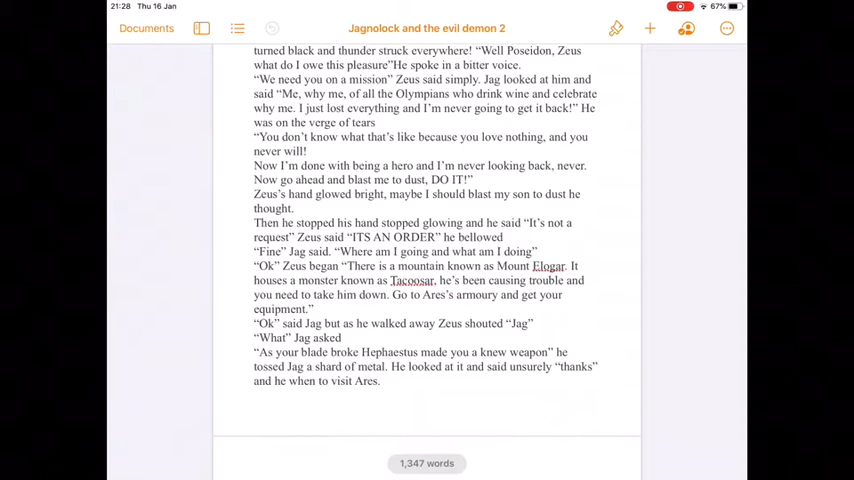 21:28 Thu 16 Jan
67%
Documents
Jagnolock and the evil demon 2
turned black and thunder struck everywhere! “Well Poseidon, Zeus
what do I owe this pleasure”He spoke in a bitter voice.
“We need you on a mission” Zeus said simply. Jag looked at him and
said “Me, why me, of all the Olympians who drink wine and celebrate
why me. I just lost everything and I’m never going to get it back!” He
was on the verge of tears
“You don’t know what that’s like because you love nothing, and you
never will!
Now I’m done with being a hero and I’m never looking back, never.
Now go ahead and blast me to dust, DO IT!”
Zeus’s hand glowed bright, maybe I should blast my son to dust he
thought.
Then he stopped his hand stopped glowing and he said “It’s not a
request” Zeus said “ITS AN ORDER” he bellowed
“Fine” Jag said. “Where am I going and what am I doing”
“Ok” Zeus began “There is a mountain known as Mount Elogar. It
houses a monster known as Tacoosar, he’s been causing trouble and
you need to take him down. Go to Ares’s armoury and get your
equipment.”
“Ok” said Jag but as he walked away Zeus shouted “Jag”
“What” Jag asked
“As your blade broke Hephaestus made you a knew weapon” he
tossed Jag a shard of metal. He looked at it and said unsurely “thanks”
and he when to visit Ares.
1,347 words